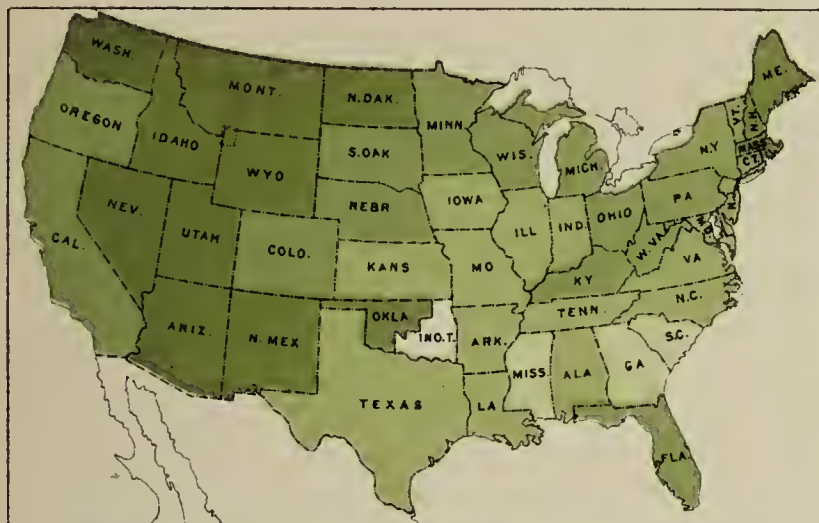 WASH.
MONT.
N.DAK.
MINN.
ME.
OREGON
IDAHO
S.DAK
WIS.
MICH.
N.Y
VT.
N.H.
MASS
CT.
WYO
NEBR
IOWA
PA
NEV.
UTAH
COLO.
ILL
IND.
OHIO
W.VA.
VA
CAL.
KANS
MO
KY
ARIZ.
N.MEX
OKLA
IND.T.
ARK.
TENN.
N.C.
S.C.
TEXAS
LA
MISS
ALA
GA
FLA.